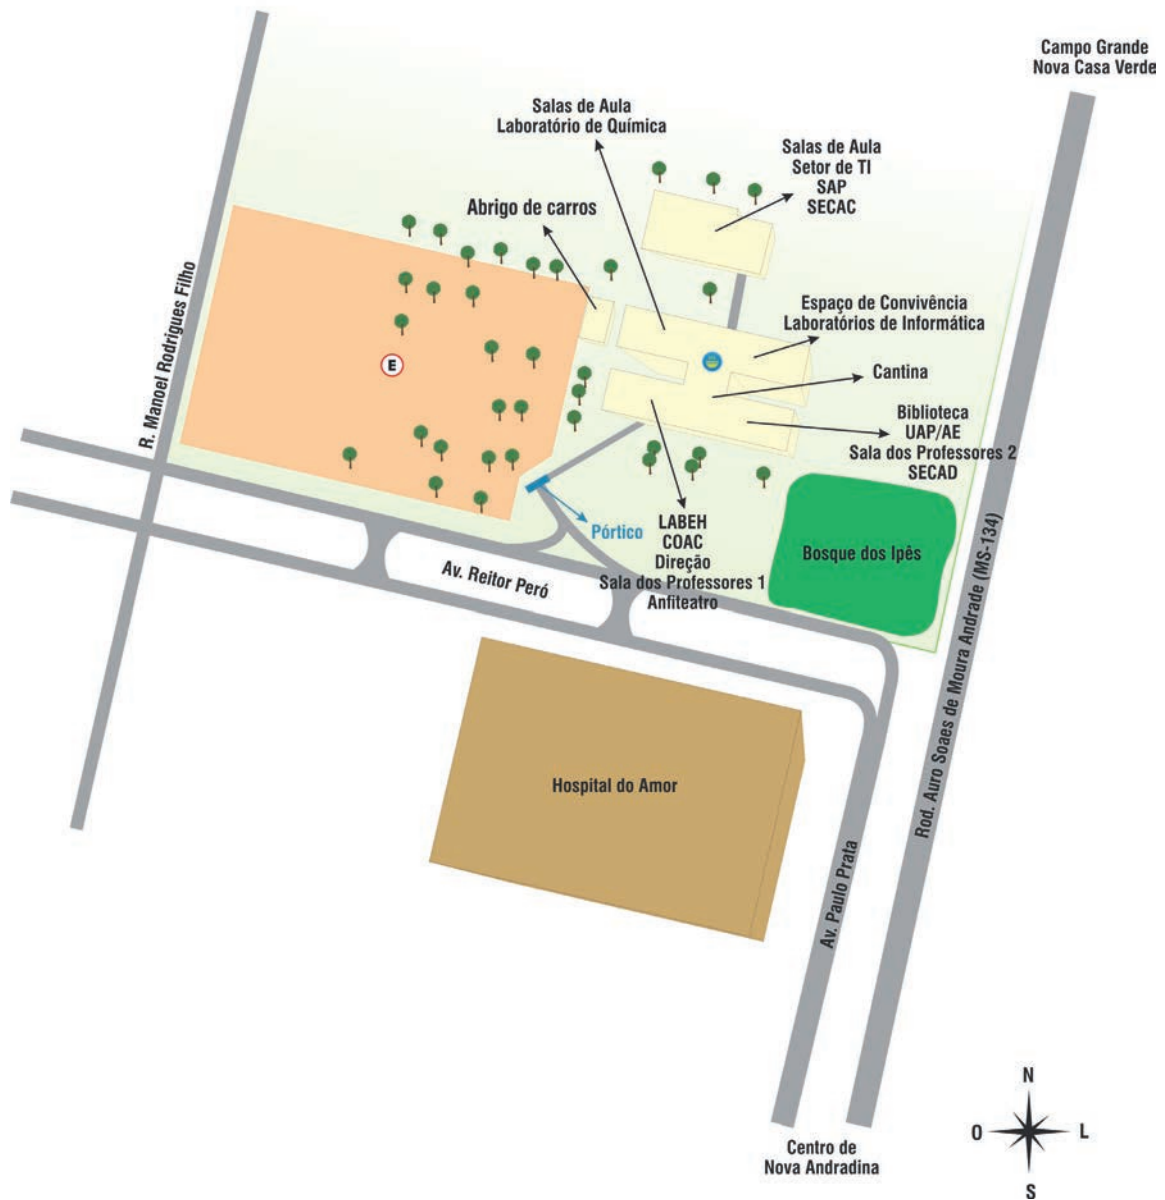 Campo Grande
Nova Casa Verde
Salas de Aula
Laboratório de Química
Salas de Aula
Setor de TI
SAP
SECAC
Abrigo de carros
R. Manoel Rodrigues Filho
Espaço de Convivência
Laboratórios de Informática
E
Cantina
Biblioteca
UAP/AE
Sala dos Professores 2
SECAD
Pórtico
LABEH
COAC
Direção
Sala dos Professores 1
Anfiteatro
Bosque dos Ipês
Av. Reitor Peró
Rod. Auro Soaes de Moura Andrade (MS-134)
Hospital do Amor
Av. Paulo Prata
Centro de
Nova Andradina
N
O
L
S